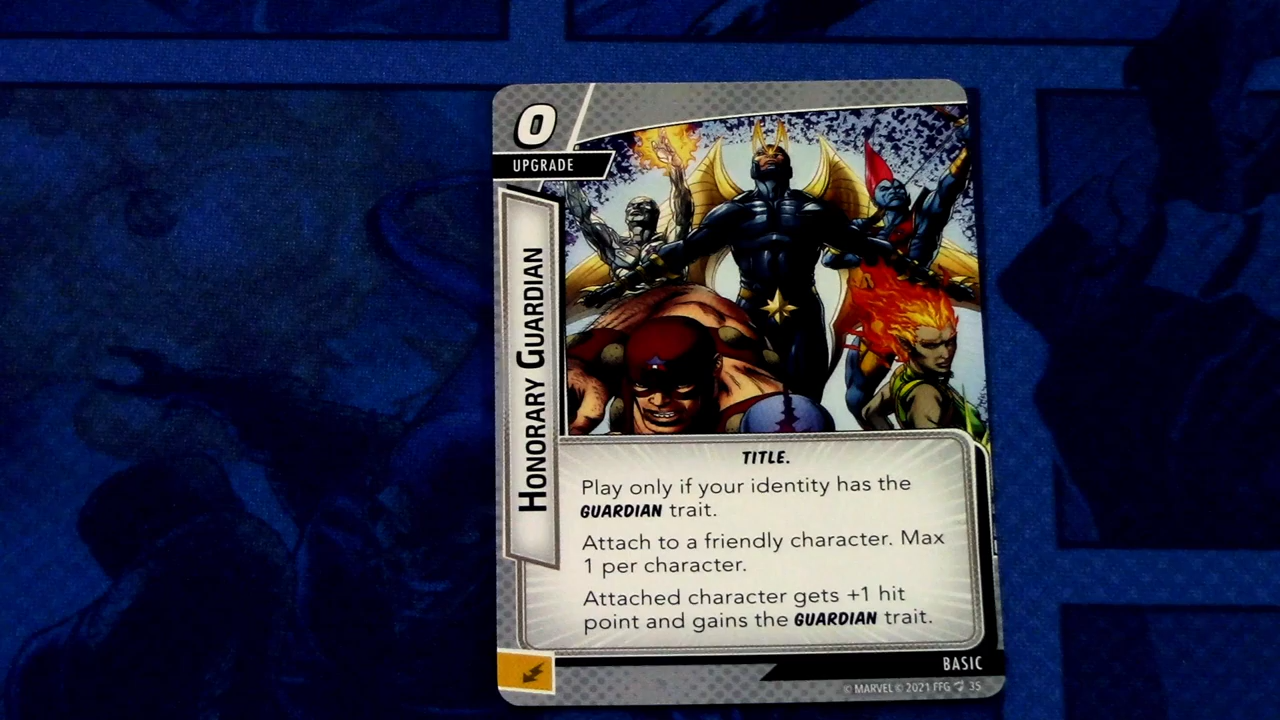 0
UPGRADE
HONORARY GUARDIAN
TITLE.
Play only if your identity has the
GUARDIAN trait.
Attach to a friendly character. Max
1 per character.
Attached character gets +1 hit
point and gains the GUARDIAN trait.
BASIC
© MARVEL © 2021 FFG 35